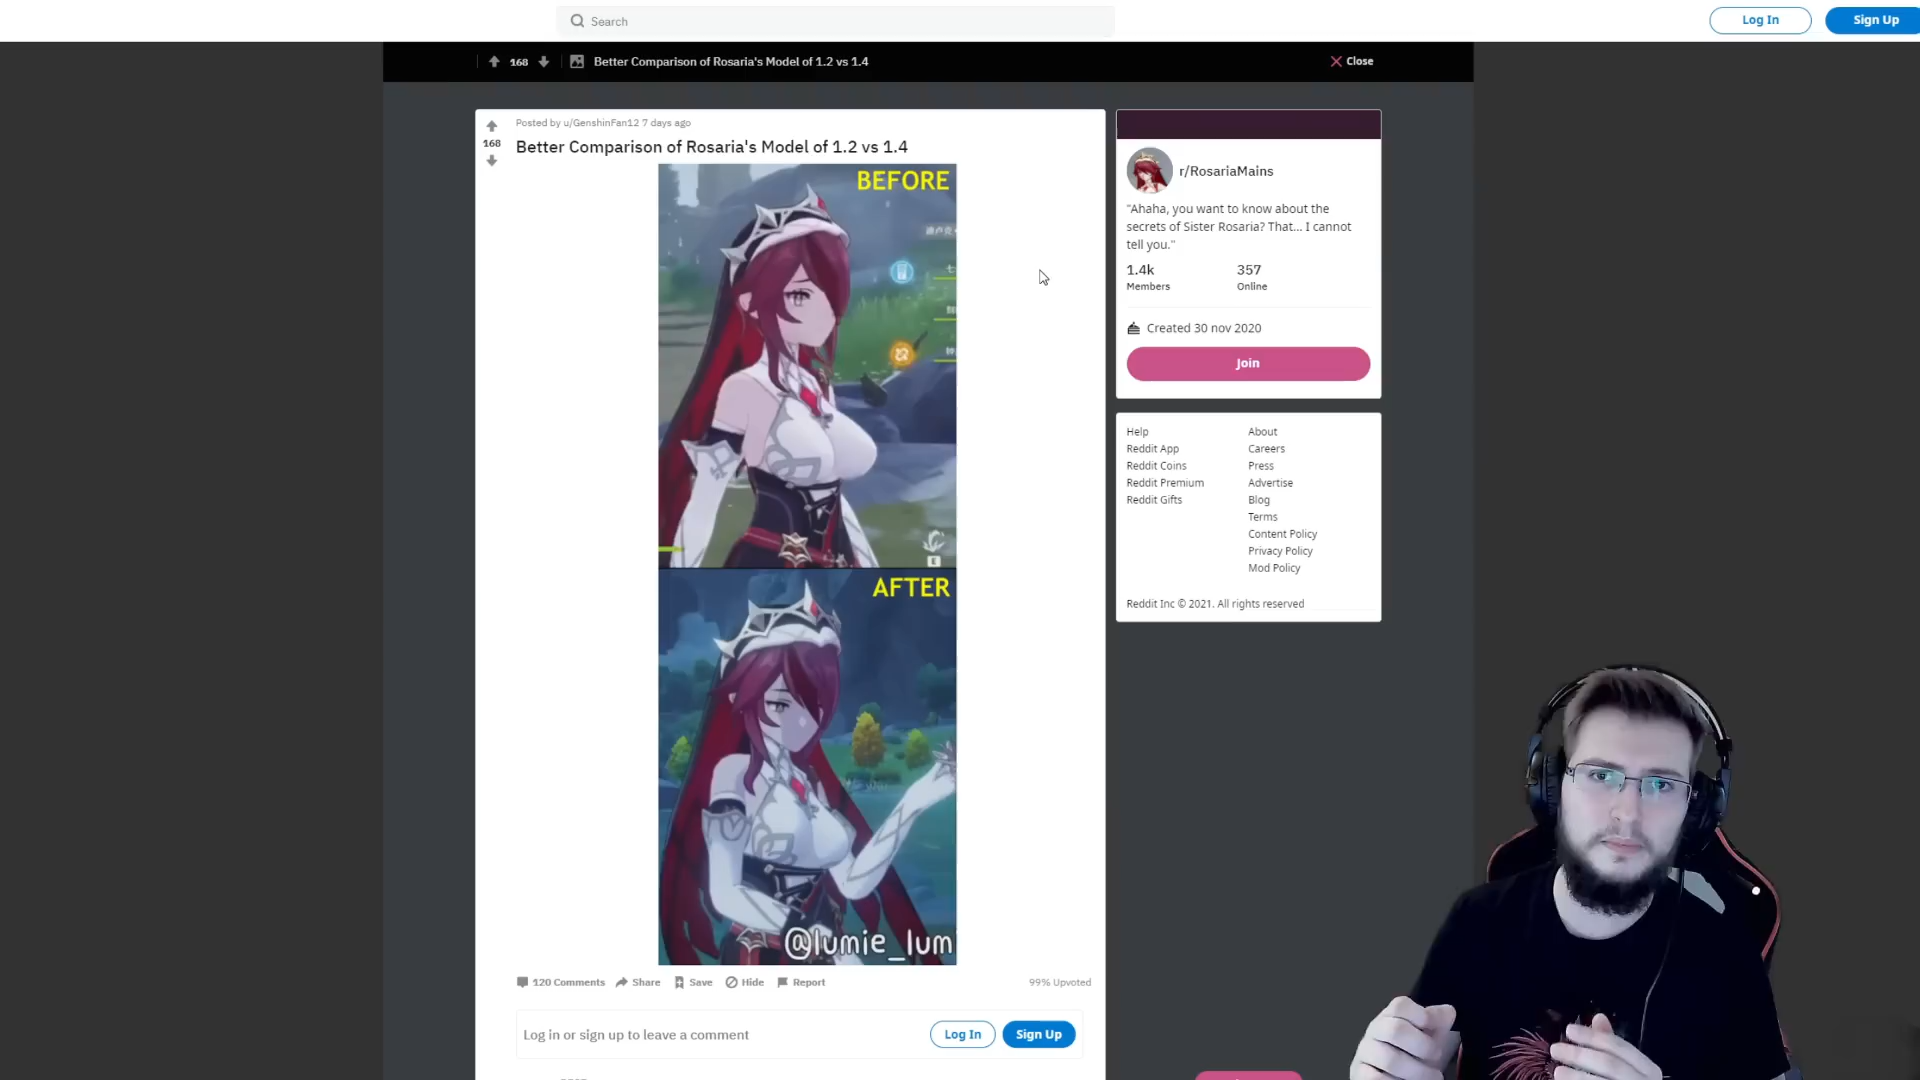 Search
Log In
Sign Up
168
Better Comparison of Rosaria's Model of 1.2 vs 1.4
Close
Posted by u/GenshinFan12 7 days ago
168
Better Comparison of Rosaria's Model of 1.2 vs 1.4
BEFORE
AFTER
@lumie_lum
120 Comments
Share
Save
Hide
Report
99% Upvoted
Log in or sign up to leave a comment
Log In
Sign Up
r/RosariaMains
"Ahaha, you want to know about the
secrets of Sister Rosaria? That... I cannot
tell you."
1.4k
Members
357
Online
Created 30 nov 2020
Join
Help
Reddit App
Reddit Coins
Reddit Premium
Reddit Gifts
About
Careers
Press
Advertise
Blog
Terms
Content Policy
Privacy Policy
Mod Policy
Reddit Inc © 2021. All rights reserved